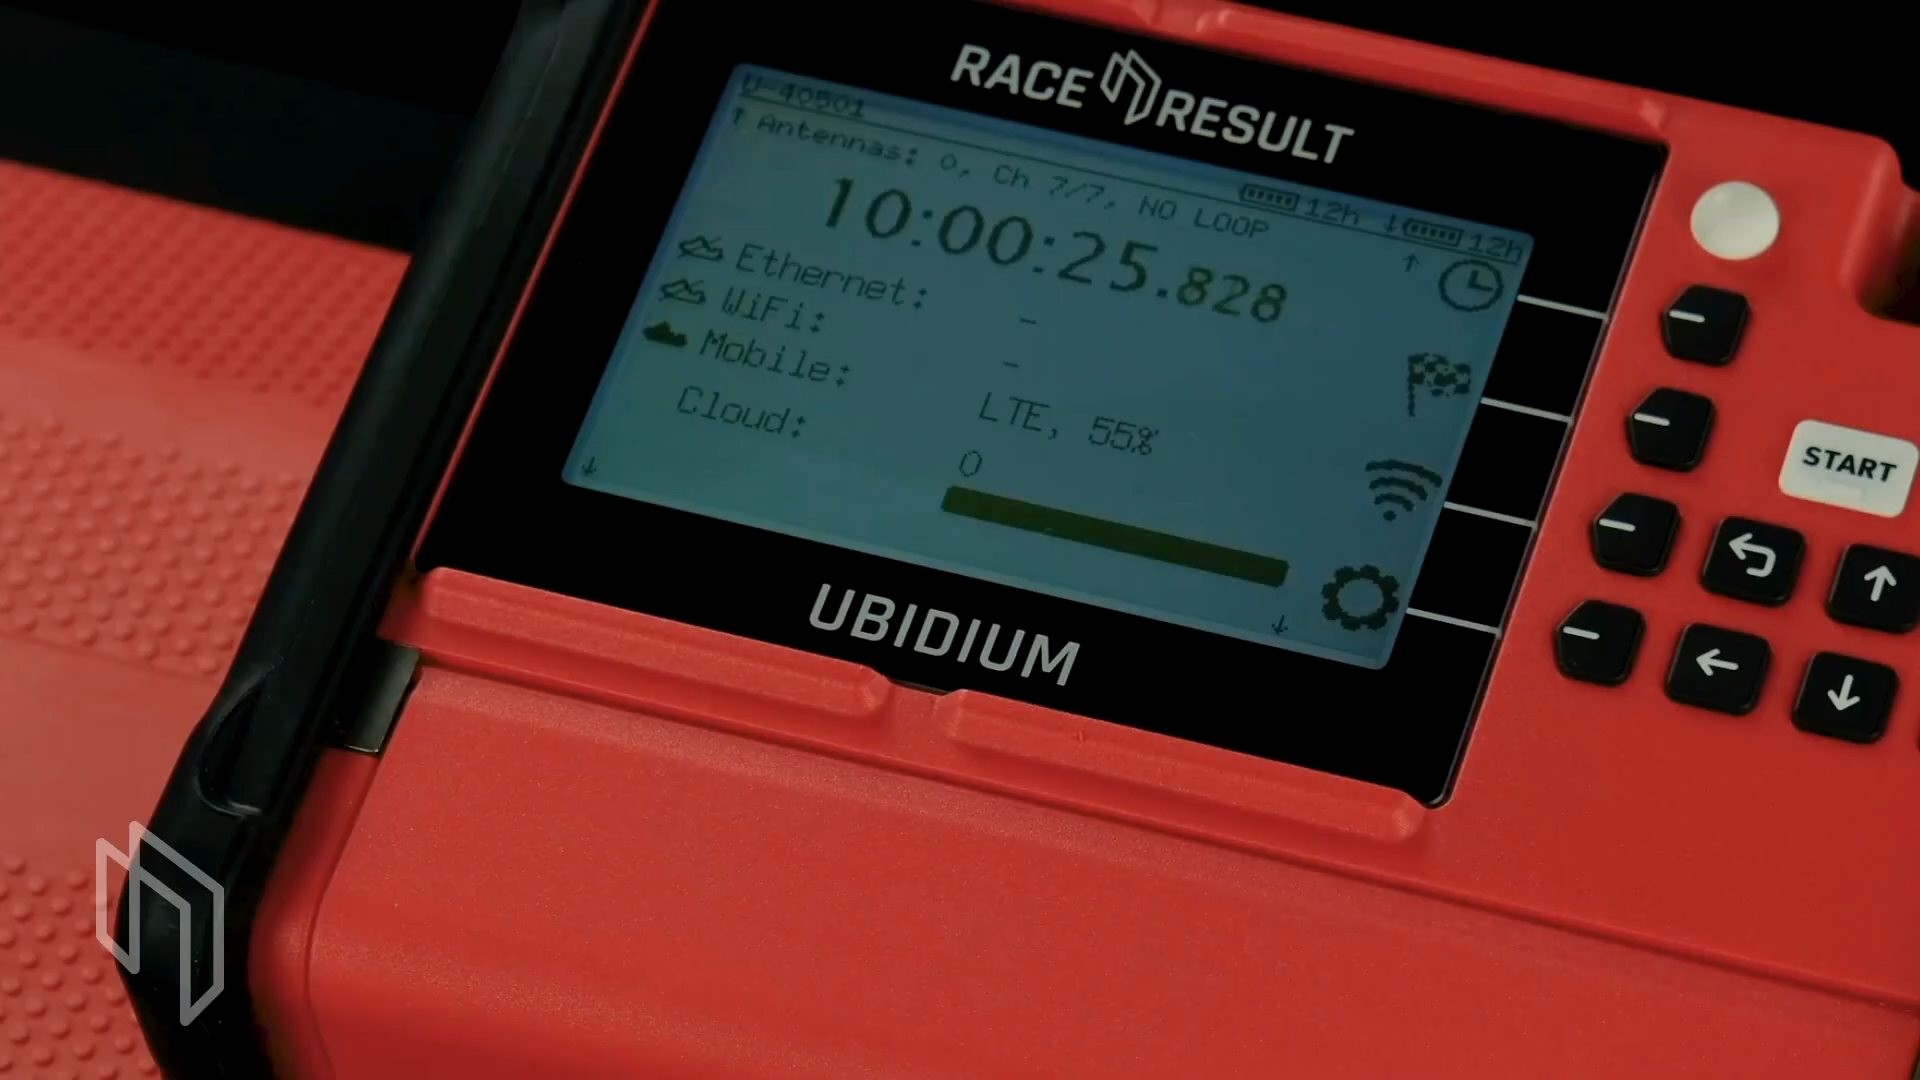 RACE RESULT
U-40501 12h 12h
Antennas: 0, Ch 7/7, NO LOOP
10:00:25.828
Ethernet: -
WiFi: -
Mobile: LTE, 55%
Cloud: 0
UBIDIUM
START